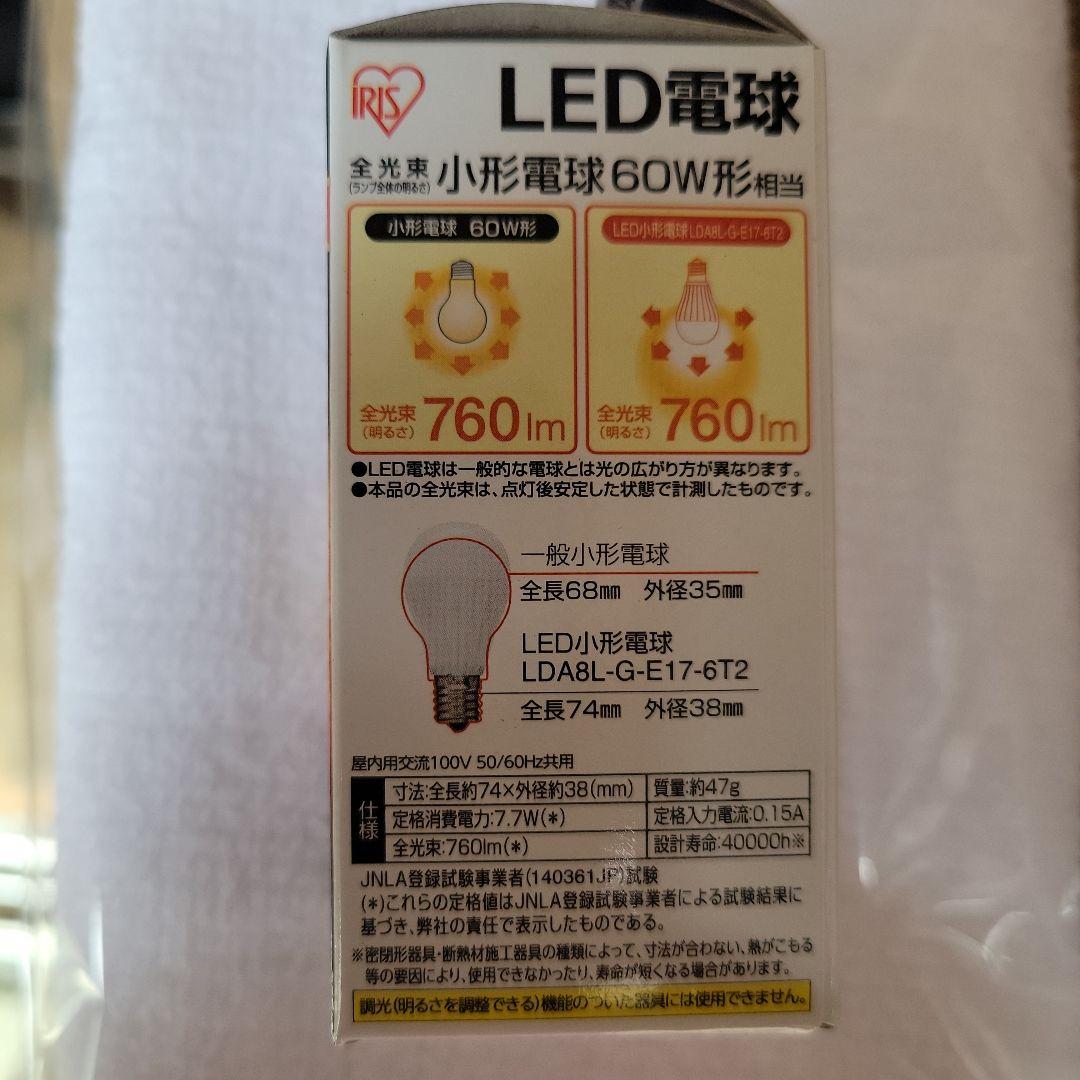 IRIS
LED電球
全光束
(ランプ全体の明るさ)
小形電球60W形相当
小形電球 60W形
LED小形電球LDA8L-G-E17-6T2
全光束
(明るさ)
760lm
全光束
(明るさ)
760lm
●LED電球は一般的な電球とは光の広がり方が異なります。
●本品の全光束は、点灯後安定した状態で計測したものです。
一般小形電球
全長68mm 外径35mm
LED小形電球
LDA8L-G-E17-6T2
全長74mm 外径38mm
屋内用交流100V 50/60Hz共用
仕様
寸法:全長約74×外径約38(mm)
質量:約47g
定格消費電力:7.7W(*)
定格入力電流:0.15A
全光束:760lm(*)
設計寿命:40000h※
JNLA登録試験事業者(140361JP)試験
(*)これらの定格値はJNLA登録試験事業者による試験結果に
基づき、弊社の責任で表示したものである。
※密閉形器具・断熱材施工器具の種類によって、寸法が合わない、熱がこもる
等の要因により、使用できなかったり、寿命が短くなる場合があります。
調光(明るさを調整できる)機能のついた器具には使用できません。